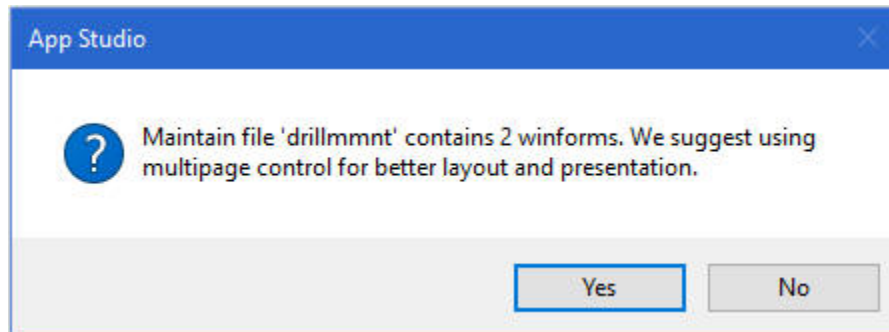 App Studio
Maintain file 'drillmmnt' contains 2 winforms. We suggest using
multipage control for better layout and presentation.
Yes No